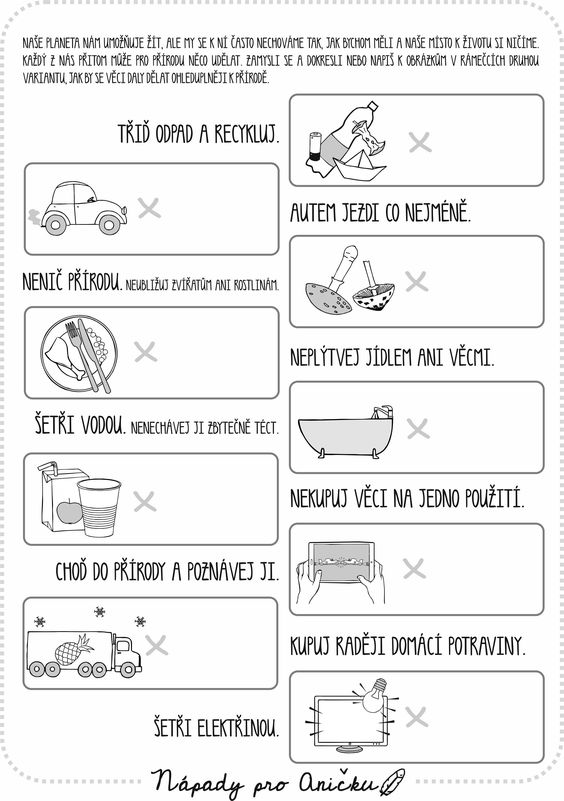 NAŠE PLANETA NÁM UMOŽŇUJE ŽÍT, ALE MY SE K NÍ ČASTO NECHOVÁME TAK, JAK BYCHOM MĚLI A NAŠE MÍSTO K ŽIVOTU SI NIČÍME.
KAŽDÝ Z NÁS PŘITOM MŮŽE PRO PŘÍRODU NĚCO UDĚLAT. ZAMYSLI SE A DOKRESLI NEBO NAPIŠ K OBRÁZKŮM V RÁMEČCÍCH DRUHOU
VARIANTU, JAK BY SE VĚCI DALY DĚLAT OHLEDUPLNĚJI K PŘÍRODĚ.
TŘIĎ ODPAD A RECYKLUJ.
AUTEM JEZDI CO NEJMÉNĚ.
NENIČ PŘÍRODU. NEUBLIŽUJ ZVÍŘATŮM ANI ROSTLINÁM.
NEPLÝTVEJ JÍDLEM ANI VĚCMI.
ŠETŘI VODOU. NENECHÁVEJ JI ZBYTEČNĚ TÉCT.
NEKUPUJ VĚCI NA JEDNO POUŽITÍ.
CHOĎ DO PŘÍRODY A POZNÁVEJ JI.
KUPUJ RADĚJI DOMÁCÍ POTRAVINY.
ŠETŘI ELEKTŘINOU.
Nápady pro Aničku